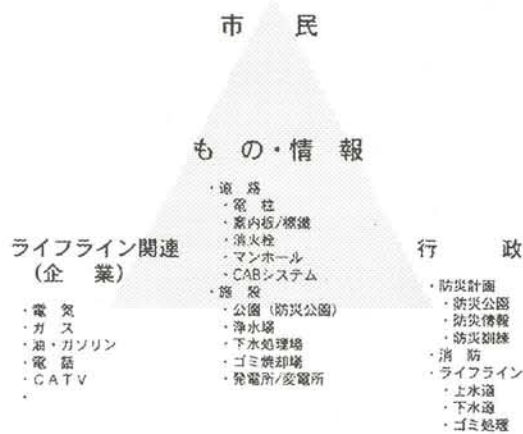 市 民
もの・情報
・道 路
・電 柱
・案内板/標識
・消火栓
・マンホール
・CABシステム
・施 設
・公園（防災公園）
・浄水場
・下水処理場
・ゴミ焼却場
・発電所/変電所
ライフライン関連
(企 業)
・電 気
・ガ ス
・油・ガソリン
・電 話
・CATV
・
行 政
・防災計画
・防災公園
・防災情報
・防災訓練
・消 防
・ライフライン
・上水道
・下水道
・ゴミ処理